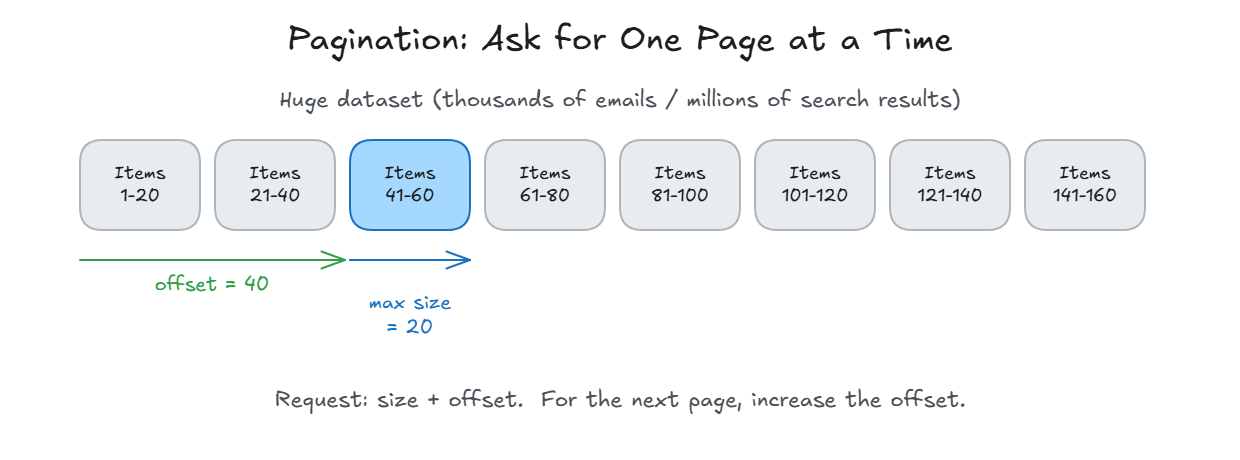 Pagination: Ask for One Page at a Time
Huge dataset (thousands of emails / millions of search results)
Items
1-20
Items
21-40
Items
41-60
Items
61-80
Items
81-100
Items
101-120
Items
121-140
Items
141-160
offset = 40
max size
= 20
Request: size + offset.  For the next page, increase the offset.